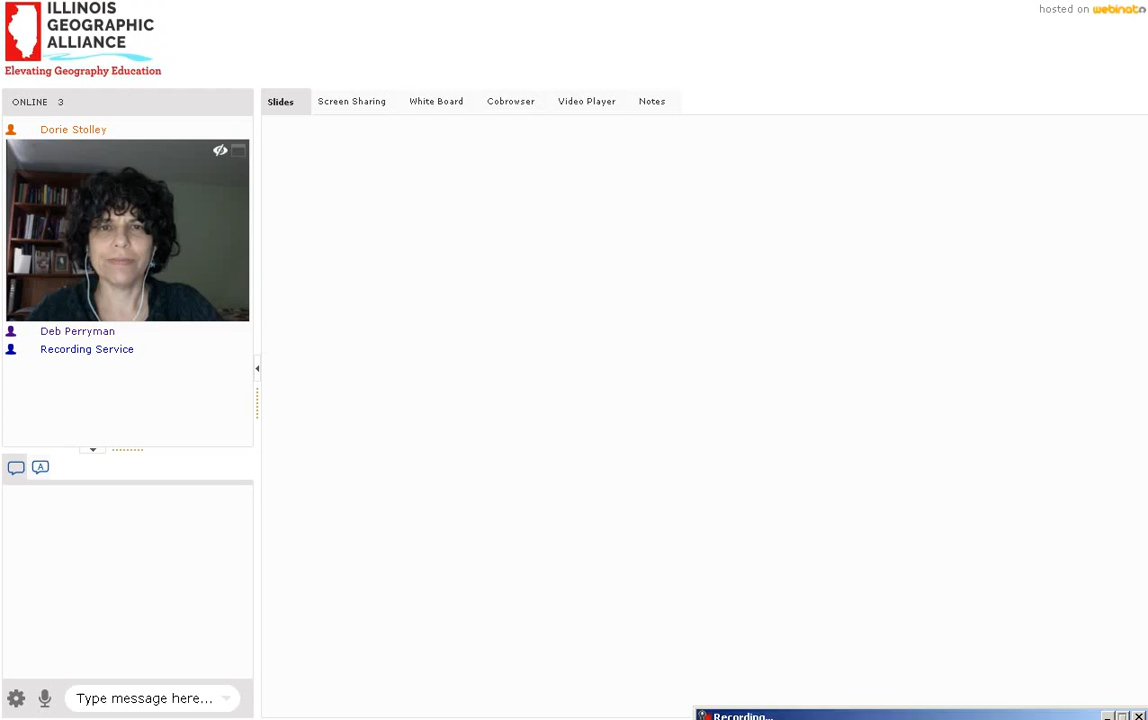 ILLINOIS
GEOGRAPHIC
ALLIANCE
Elevating Geography Education
hosted on webinato
ONLINE 3
Slides Screen Sharing White Board Cobrowser Video Player Notes
Dorie Stolley
Deb Perryman
Recording Service
A
Type message here...
Recording...